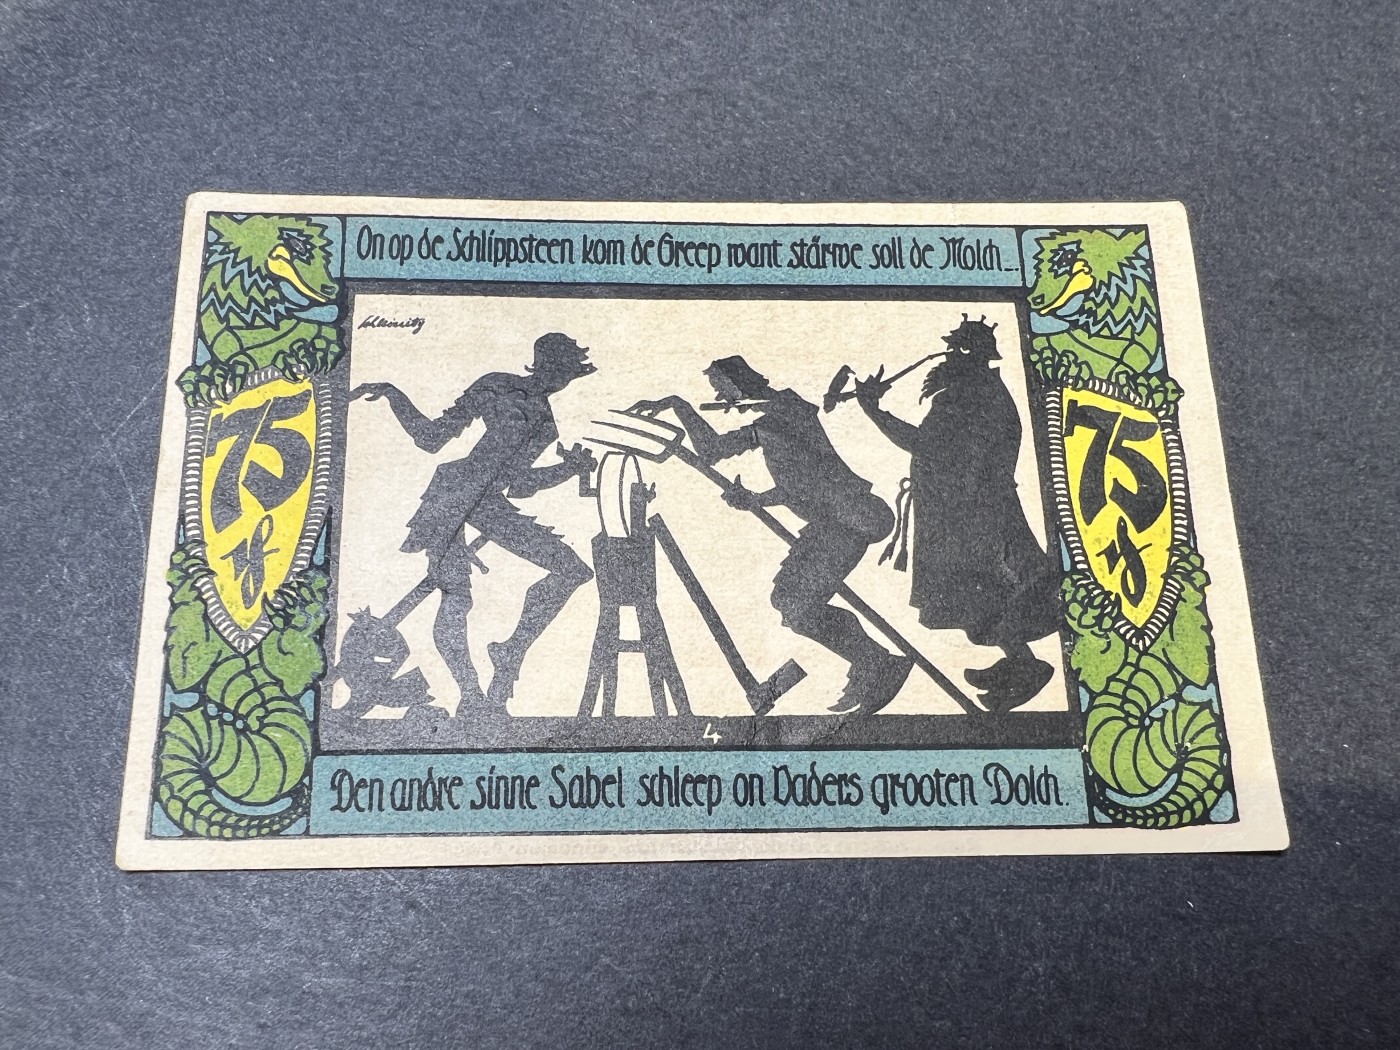 On op de Schlippsteen kom de Greep want stärwe soll de Molch_.
75
75
4
Den andre sinne Sabel schleep on Vaders grooten Dolch.